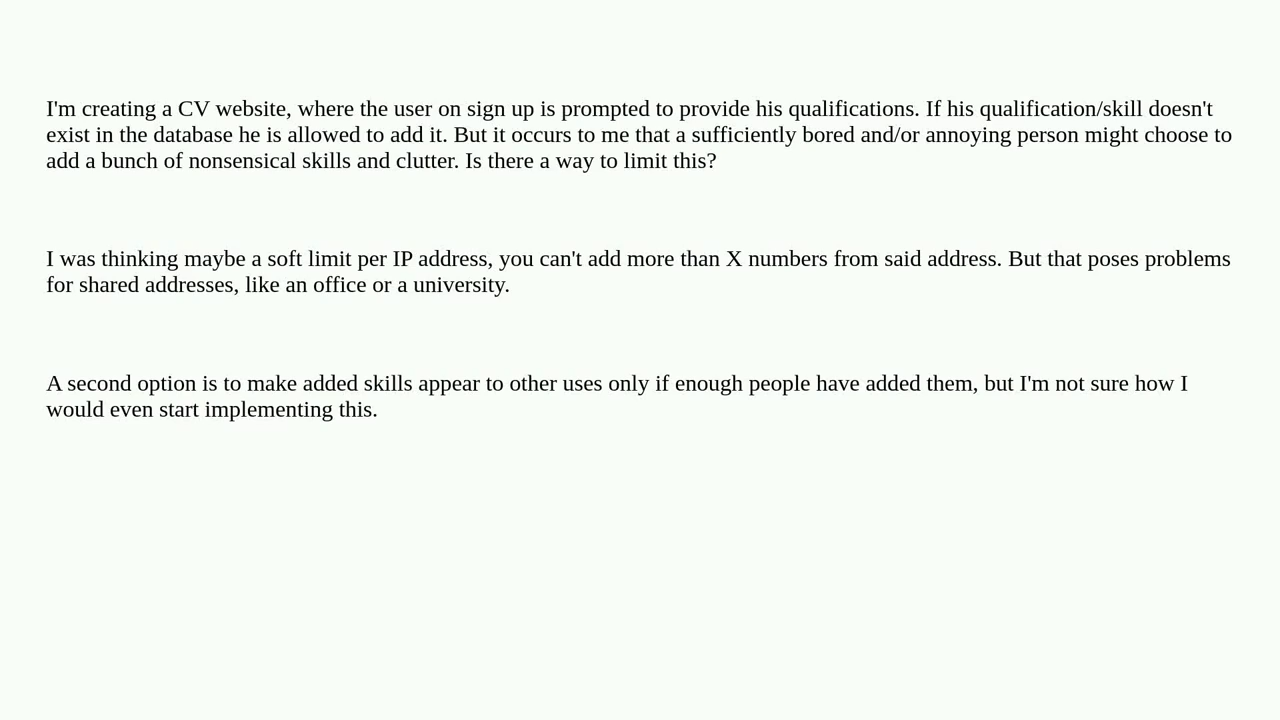 I'm creating a CV website, where the user on sign up is prompted to provide his qualifications. If his qualification/skill doesn't
exist in the database he is allowed to add it. But it occurs to me that a sufficiently bored and/or annoying person might choose to
add a bunch of nonsensical skills and clutter. Is there a way to limit this?
I was thinking maybe a soft limit per IP address, you can't add more than X numbers from said address. But that poses problems
for shared addresses, like an office or a university.
A second option is to make added skills appear to other uses only if enough people have added them, but I'm not sure how I
would even start implementing this.